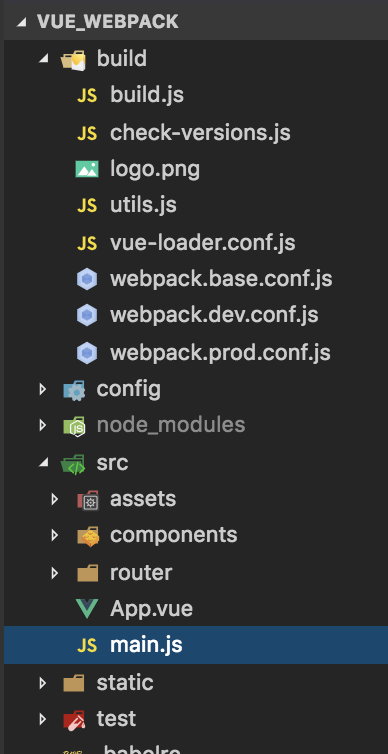 VUE_WEBPACK
build
JS build.js
JS check-versions.js
logo.png
JS utils.js
JS vue-loader.conf.js
webpack.base.conf.js
webpack.dev.conf.js
webpack.prod.conf.js
config
node_modules
src
assets
components
router
App.vue
JS main.js
static
test
.babelrc